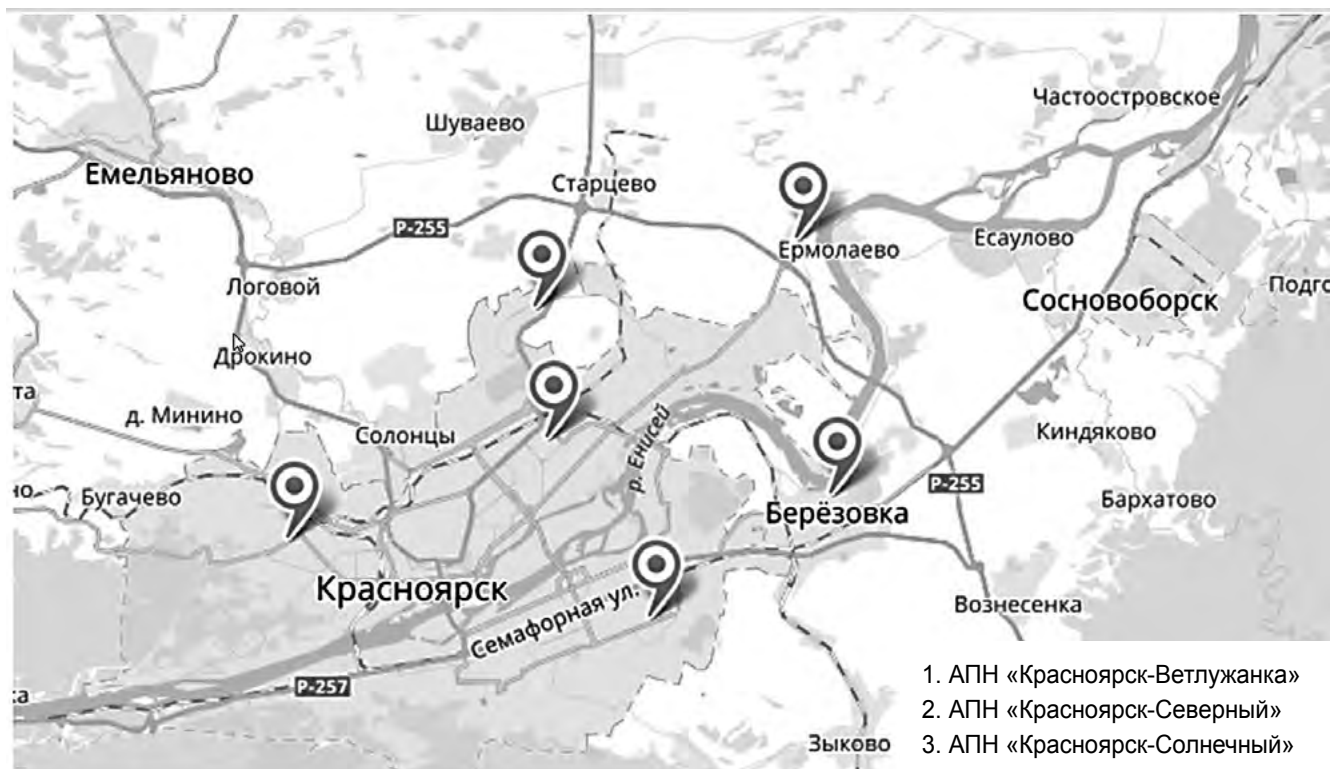 Частоостровское
Шуваево
Емельяново
Старцево
Р-255
Ермолаево
Есаулово
Логовой
Сосновоборск
Подго
Дрокино
та
д. Минино
Солонцы
р. Енисей
Киндяково
но
Бугачево
Р-255
Бархатово
Берёзовка
Красноярск
Семафорная ул.
Вознесенка
Р-257
ка
Зыково
1. АПН «Красноярск-Ветлужанка»
2. АПН «Красноярск-Северный»
3. АПН «Красноярск-Солнечный»